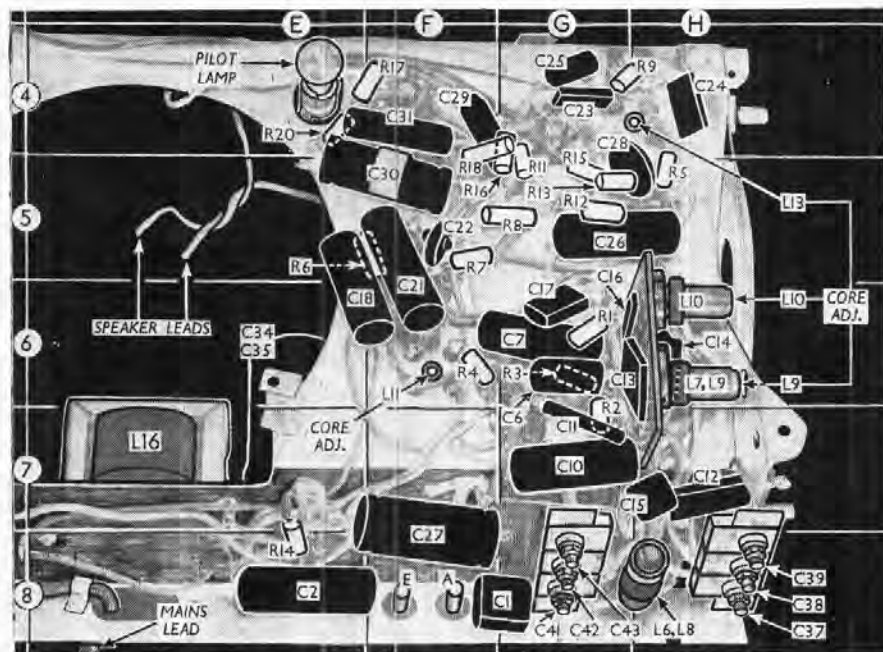 E F G H
PILOT
LAMP
R17
C25
R9
C24
4
C29
C23
R20
C31
C28
R18
R11
R15
R5
C30
R16
R13
L13
5
R8
R12
C22
C26
R6
R7
C16
C18
C21
C17
L10
L10
CORE
ADJ.
SPEAKER LEADS
C34
C35
R1
6
C7
C14
R4
R3
C13
L7, L9
L9
L11
C6
R2
CORE
ADJ.
C11
L16
7
C10
C12
C15
C27
R14
C39
8
C2
E
A
C1
C38
C37
MAINS
LEAD
C41
C42
C43
L6, L8